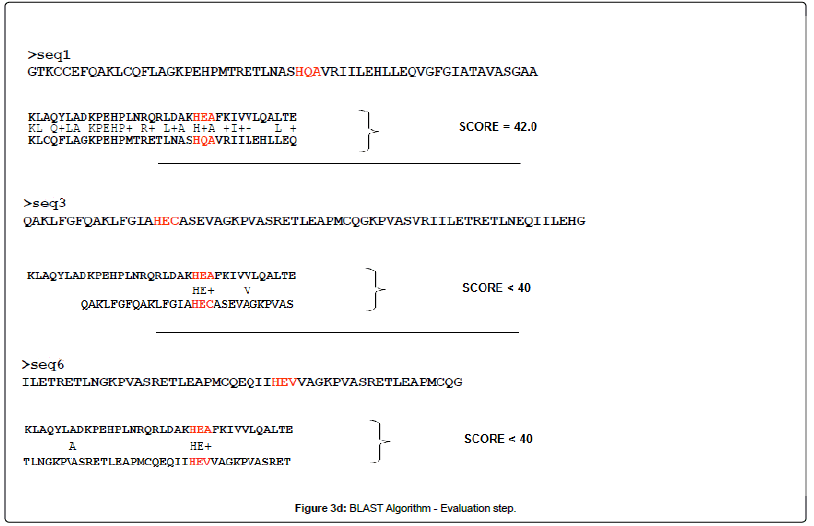 >seq1
GTKCCEFQAKLCQFLAGKPEHPMTRETLNASHQAVRIILEHLLEQVGFGIATAVASGAA
KLAQYLADKPEHPLNRQRLDAKHEAFKIVVLQALTE
KL Q+LA KPEHP+ R+ L+A H+A +I+- L +
KLCQFLAGKPEHPMTRETLNASHQAVRIILEHLLEQ
SCORE = 42.0
>seq3
QAKLFGFQAKLFGIAHECASEVAGKPVASRETLEAPMCQGKPVASVRIILETRETLNEQIILEHG
KLAQYLADKPEHPLNRQRLDAKHEAFKIVVLQALTE
HE+ V
QAKLFGFQAKLFGIAHECASEVAGKPVAS
SCORE < 40
>seq6
ILETRETLNGKPVASRETLEAPMCQEQIIHEVVAGKPVASRETLEAPMCQG
KLAQYLADKPEHPLNRQRLDAKHEAFKIVVLQALTE
A HE+
TLNGKPVASRETLEAPMCQEQIIHEVVAGKPVASRET
SCORE < 40
Figure 3d: BLAST Algorithm - Evaluation step.